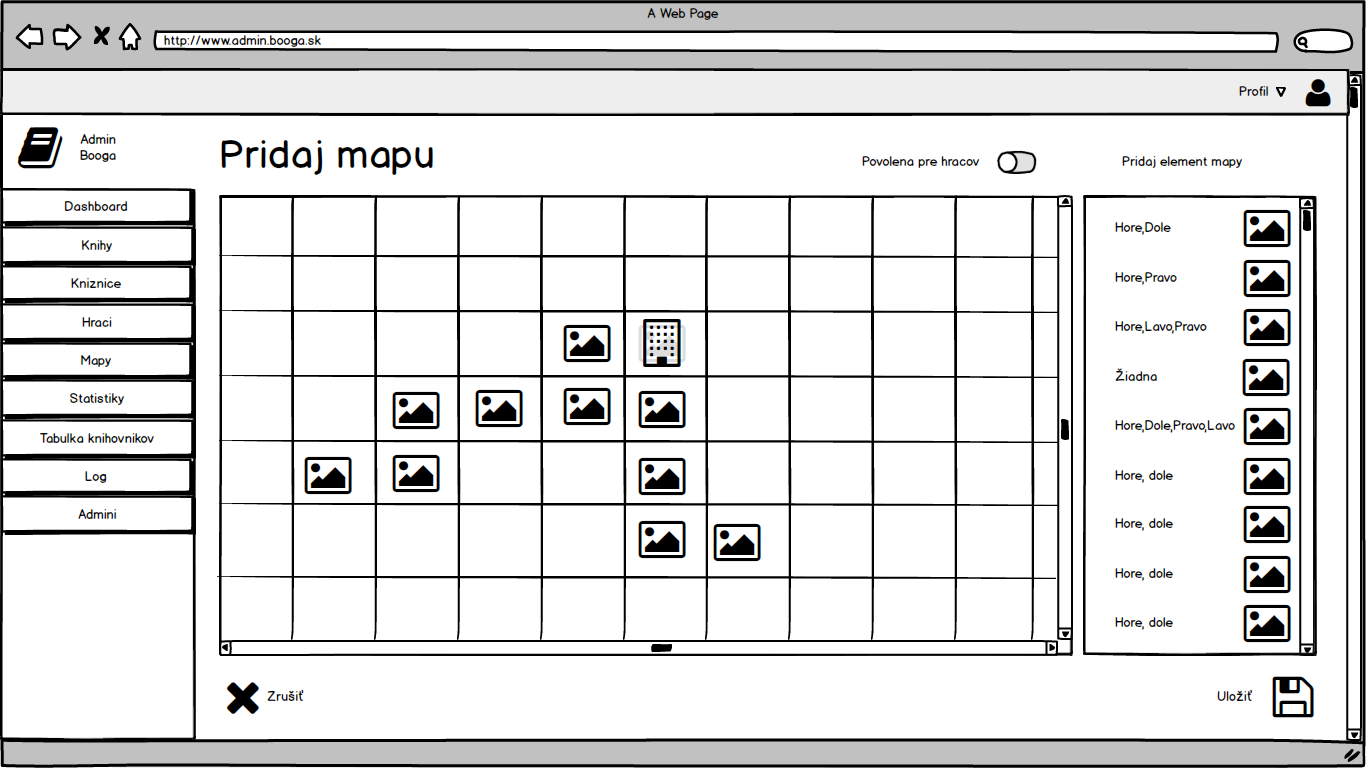 A Web Page
http://www.admin.booga.sk
Profil
Admin
Booga
Pridaj mapu
Povolena pre hracov
Pridaj element mapy
Dashboard
Knihy
Kniznice
Hraci
Mapy
Statistiky
Tabulka knihovnikov
Log
Admini
Hore,Dole
Hore,Pravo
Hore,Lavo,Pravo
Žiadna
Hore,Dole,Pravo,Lavo
Hore, dole
Hore, dole
Hore, dole
Hore, dole
Zrušiť
Uložiť